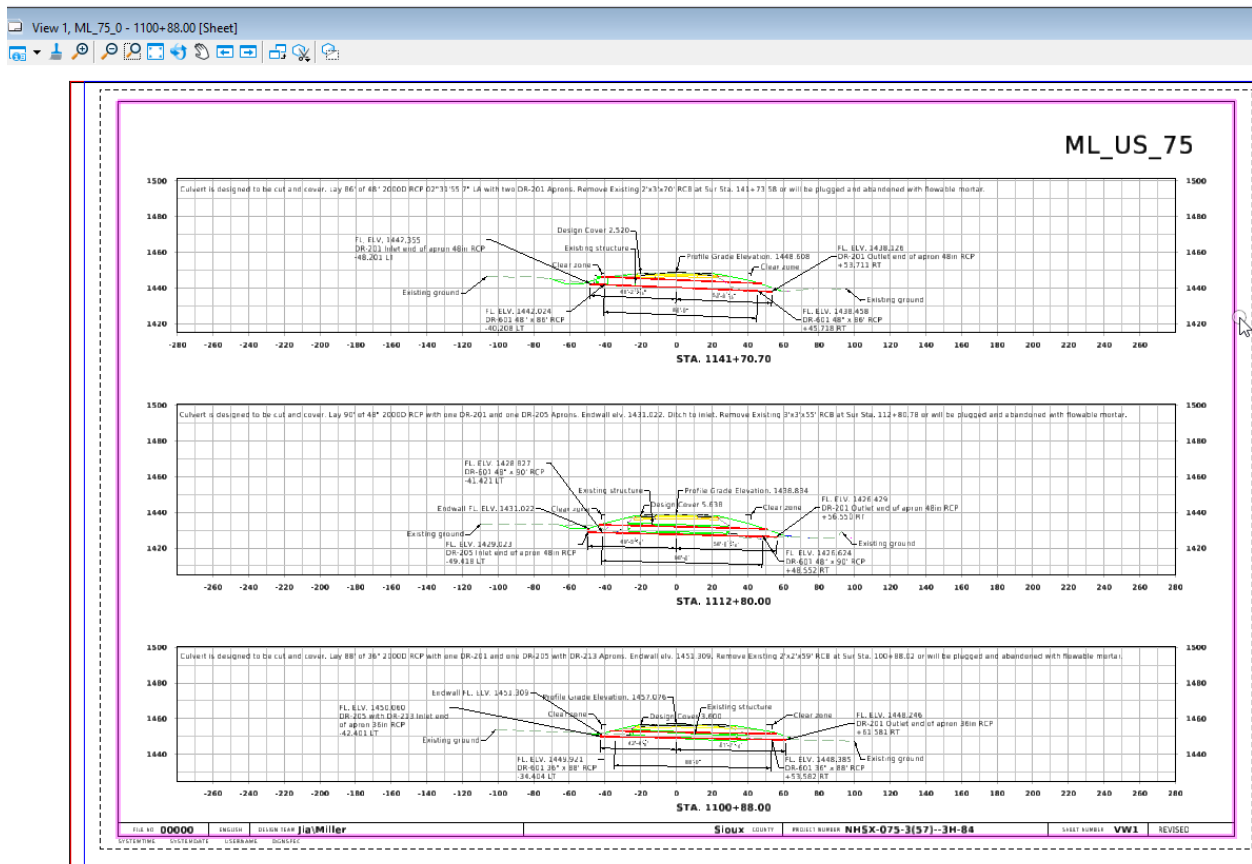 View 1, ML_75_0 - 1100+88.00 [Sheet]
ML_US_75
1500 1500
Culvert is designed to be cut and cover. Lay 86' of 48" 2000D RCP 02°31'55.7" LA with two DR-201 Aprons. Remove Existing 2'x3'x70' RCB at Sur Sta. 141+73.58 or will be plugged and abandoned with flowable mortar.
1480 1480
Design Cover 2.520
FL. ELV. 1442.355
DR-201 Inlet end of apron 48in RCP
-48.201 LT
Existing structure
Profile Grade Elevation. 1448.608
FL. ELV. 1438.126
DR-201 Outlet end of apron 48in RCP
+53.711 RT
1460 1460
Clear zone
Clear zone
1440 1440
Existing ground
Existing ground
FL. ELV. 1442.024
DR-601 48" x 86' RCP
-40.208 LT
FL. ELV. 1438.458
DR-601 48" x 86' RCP
+45.718 RT
1420 1420
-280 -260 -240 -220 -200 -180 -160 -140 -120 -100 -80 -60 -40 -20 0 20 40 60 80 100 120 140 160 180 200 220 240 260
STA. 1141+70.70
1500 1500
Culvert is designed to be cut and cover. Lay 90' of 48" 2000D RCP with one DR-201 and one DR-205 Aprons. Endwall elv. 1431.022. Ditch to inlet. Remove Existing 3'x3'x55' RCB at Sur Sta. 112+80.78 or will be plugged and abandoned with flowable mortar.
1480 1480
1460 1460
FL. ELV. 1428.827
DR-601 48" x 90' RCP
-41.421 LT
Existing structure
Profile Grade Elevation. 1438.834
FL. ELV. 1426.429
DR-201 Outlet end of apron 48in RCP
+56.550 RT
1440 1440
Endwall FL. ELV. 1431.022
Clear zone
Design Cover 5.638
Clear zone
Existing ground
Existing ground
FL. ELV. 1429.023
DR-205 Inlet end of apron 48in RCP
-49.418 LT
FL. ELV. 1426.624
DR-601 48" x 90' RCP
+48.552 RT
1420 1420
-260 -240 -220 -200 -180 -160 -140 -120 -100 -80 -60 -40 -20 0 20 40 60 80 100 120 140 160 180 200 220 240 260 280
STA. 1112+80.00
1500 1500
Culvert is designed to be cut and cover. Lay 88' of 36" 2000D RCP with one DR-201 and one DR-205 with DR-213 Aprons. Endwall elv. 1451.309. Remove Existing 2'x2'x59' RCB at Sur Sta. 100+88.02 or will be plugged and abandoned with flowable mortar.
1480 1480
Endwall FL. ELV. 1451.309
Profile Grade Elevation. 1457.076
FL. ELV. 1450.060
DR-205 with DR-213 Inlet end
of apron 36in RCP
-42.401 LT
Clear zone
Design Cover 3.600
Existing structure
Clear zone
FL. ELV. 1448.246
DR-201 Outlet end of apron 36in RCP
+61.581 RT
1460 1460
Existing ground
Existing ground
1440 1440
88'-0"
FL. ELV. 1449.921
DR-601 36" x 88' RCP
-34.404 LT
FL. ELV. 1448.385
DR-601 36" x 88' RCP
+53.582 RT
-260 -240 -220 -200 -180 -160 -140 -120 -100 -80 -60 -40 -20 0 20 40 60 80 100 120 140 160 180 200 220 240 260 280
STA. 1100+88.00
FILE NO. 00000 ENGLISH DESIGN TEAM Jia\Miller Sioux COUNTY PROJECT NUMBER NHSX-075-3(57)--3H-84 SHEET NUMBER VW1 REVISED
SYSTEMTIME SYSTEMDATE USERNAME DGNSPEC